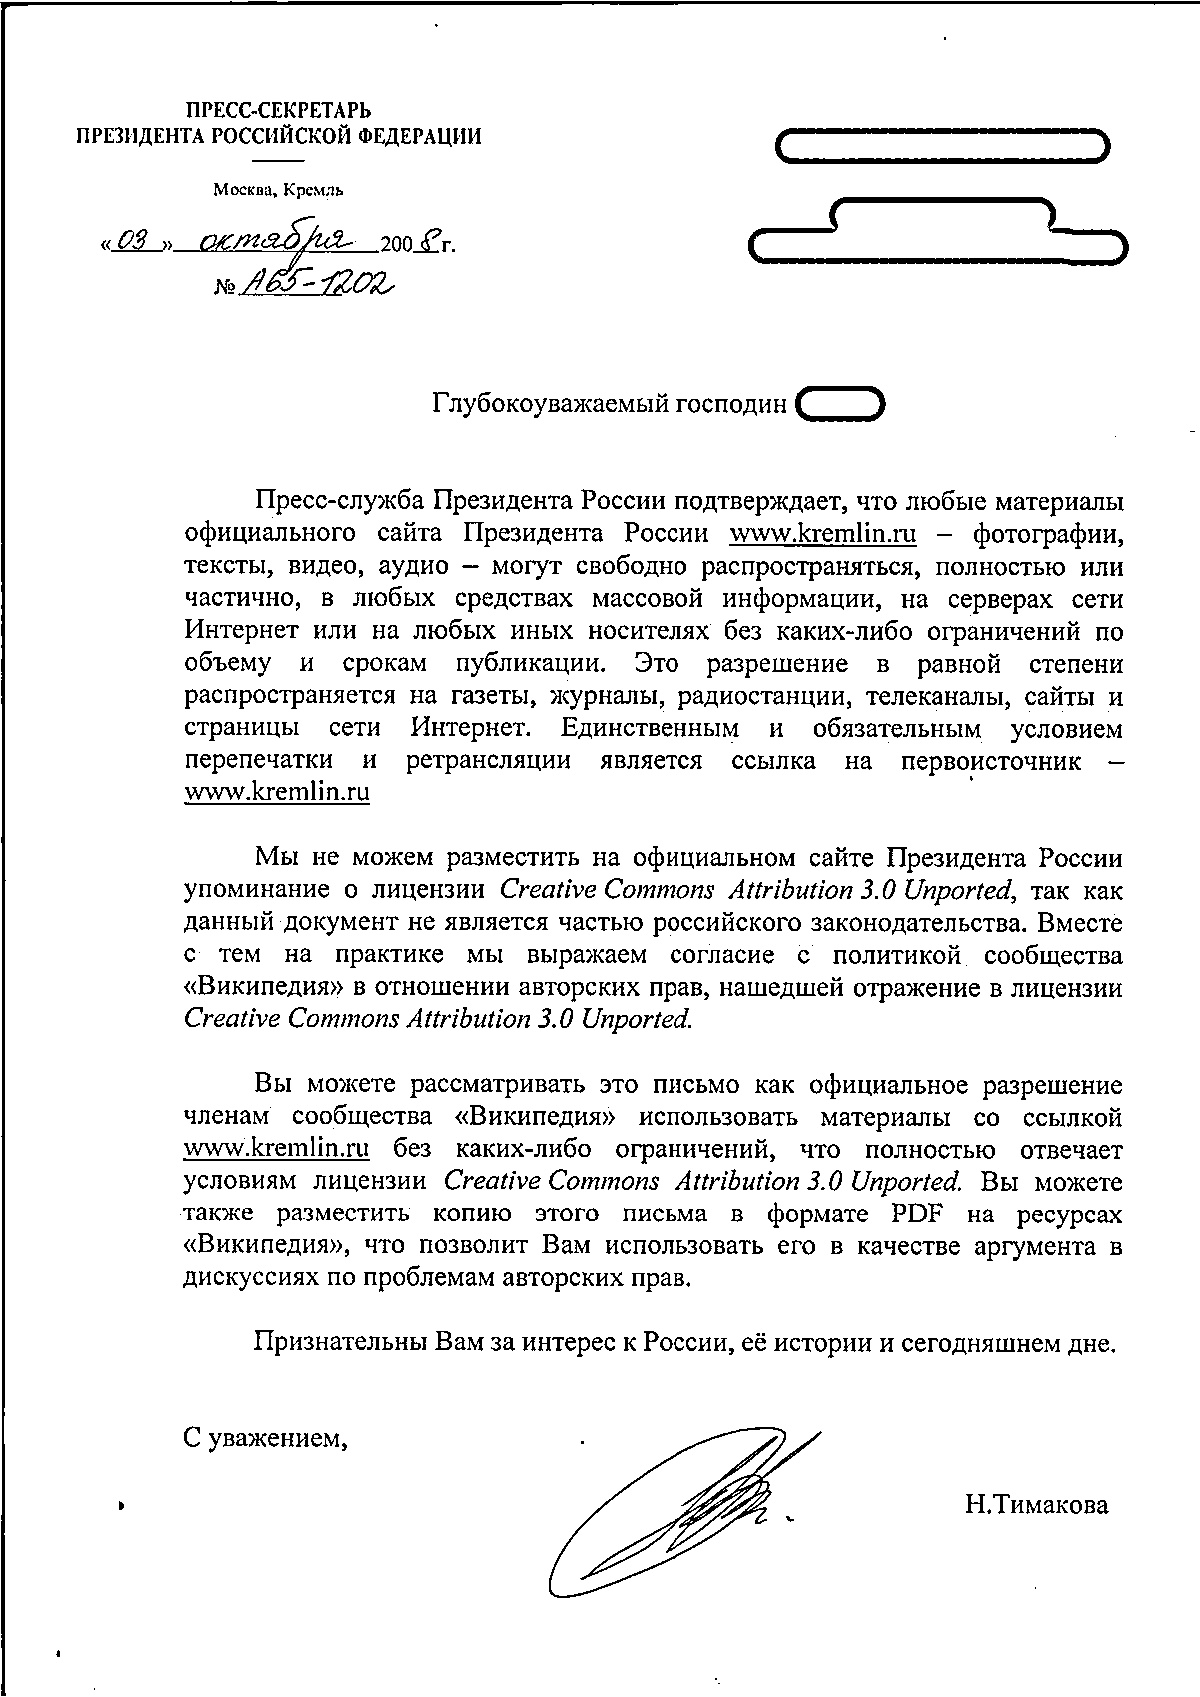 ПРЕСС-СЕКРЕТАРЬ
ПРЕЗИДЕНТА РОССИЙСКОЙ ФЕДЕРАЦИИ
Москва, Кремль
«03» октября 2008 г.
№ А65-1202
Глубокоуважаемый господин
Пресс-служба Президента России подтверждает, что любые материалы
официального сайта Президента России www.kremlin.ru – фотографии,
тексты, видео, аудио – могут свободно распространяться, полностью или
частично, в любых средствах массовой информации, на серверах сети
Интернет или на любых иных носителях без каких-либо ограничений по
объему и срокам публикации. Это разрешение в равной степени
распространяется на газеты, журналы, радиостанции, телеканалы, сайты и
страницы сети Интернет. Единственным и обязательным условием
перепечатки и ретрансляции является ссылка на первоисточник –
www.kremlin.ru
Мы не можем разместить на официальном сайте Президента России
упоминание о лицензии Creative Commons Attribution 3.0 Unported, так как
данный документ не является частью российского законодательства. Вместе
с тем на практике мы выражаем согласие с политикой сообщества
«Википедия» в отношении авторских прав, нашедшей отражение в лицензии
Creative Commons Attribution 3.0 Unported.
Вы можете рассматривать это письмо как официальное разрешение
членам сообщества «Википедия» использовать материалы со ссылкой
www.kremlin.ru без каких-либо ограничений, что полностью отвечает
условиям лицензии Creative Commons Attribution 3.0 Unported. Вы можете
также разместить копию этого письма в формате PDF на ресурсах
«Википедия», что позволит Вам использовать его в качестве аргумента в
дискуссиях по проблемам авторских прав.
Признательны Вам за интерес к России, её истории и сегодняшнем дне.
С уважением,
Н.Тимакова